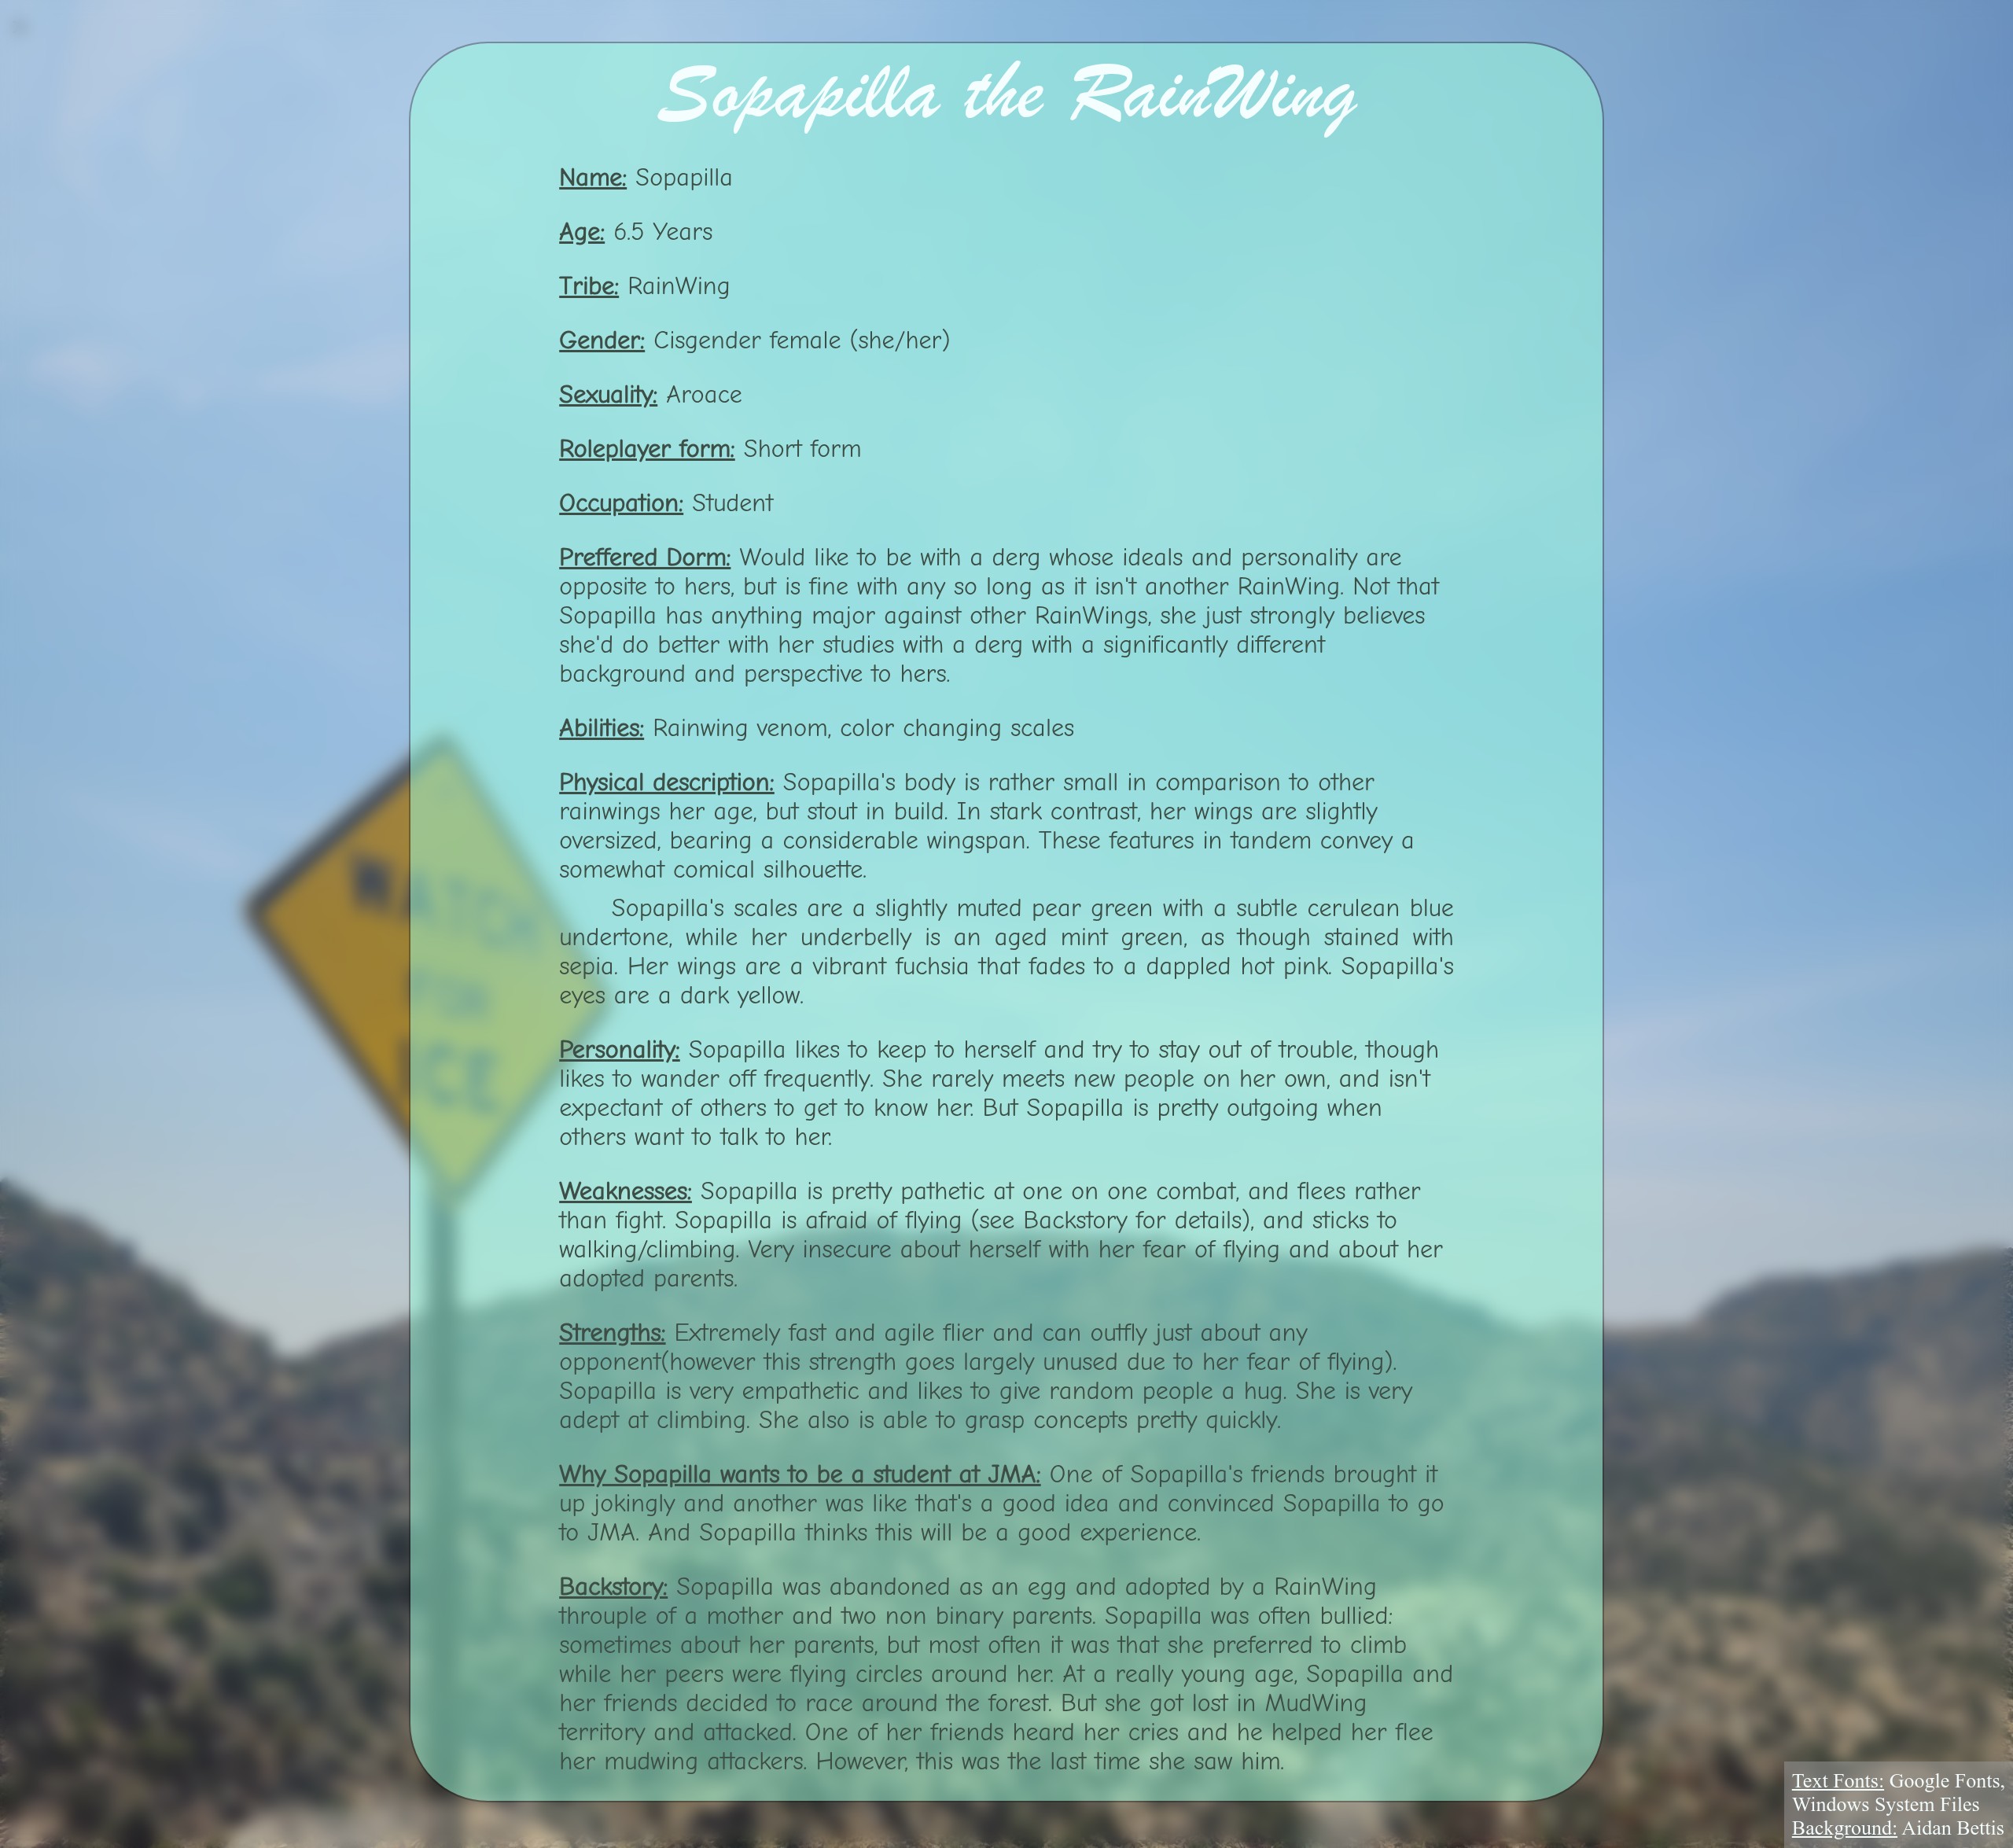 Sopapilla the RainWing
Name: Sopapilla
Age: 6.5 Years
Tribe: RainWing
Gender: Cisgender female (she/her)
Sexuality: Aroace
Roleplayer form: Short form
Occupation: Student
Preffered Dorm: Would like to be with a derg whose ideals and personality are
opposite to hers, but is fine with any so long as it isn't another RainWing. Not that
Sopapilla has anything major against other RainWings, she just strongly believes
she'd do better with her studies with a derg with a significantly different
background and perspective to hers.
Abilities: Rainwing venom, color changing scales
Physical description: Sopapilla's body is rather small in comparison to other
rainwings her age, but stout in build. In stark contrast, her wings are slightly
oversized, bearing a considerable wingspan. These features in tandem convey a
somewhat comical silhouette.
Sopapilla's scales are a slightly muted pear green with a subtle cerulean blue
undertone, while her underbelly is an aged mint green, as though stained with
sepia. Her wings are a vibrant fuchsia that fades to a dappled hot pink. Sopapilla's
eyes are a dark yellow.
WATCH
FOR
ICE
Personality: Sopapilla likes to keep to herself and try to stay out of trouble, though
likes to wander off frequently. She rarely meets new people on her own, and isn't
expectant of others to get to know her. But Sopapilla is pretty outgoing when
others want to talk to her.
Weaknesses: Sopapilla is pretty pathetic at one on one combat, and flees rather
than fight. Sopapilla is afraid of flying (see Backstory for details), and sticks to
walking/climbing. Very insecure about herself with her fear of flying and about her
adopted parents.
Strengths: Extremely fast and agile flier and can outfly just about any
opponent(however this strength goes largely unused due to her fear of flying).
Sopapilla is very empathetic and likes to give random people a hug. She is very
adept at climbing. She also is able to grasp concepts pretty quickly.
Why Sopapilla wants to be a student at JMA: One of Sopapilla's friends brought it
up jokingly and another was like that's a good idea and convinced Sopapilla to go
to JMA. And Sopapilla thinks this will be a good experience.
Backstory: Sopapilla was abandoned as an egg and adopted by a RainWing
throuple of a mother and two non binary parents. Sopapilla was often bullied:
sometimes about her parents, but most often it was that she preferred to climb
while her peers were flying circles around her. At a really young age, Sopapilla and
her friends decided to race around the forest. But she got lost in MudWing
territory and attacked. One of her friends heard her cries and he helped her flee
her mudwing attackers. However, this was the last time she saw him.
Text Fonts: Google Fonts,
Windows System Files
Background: Aidan Bettis